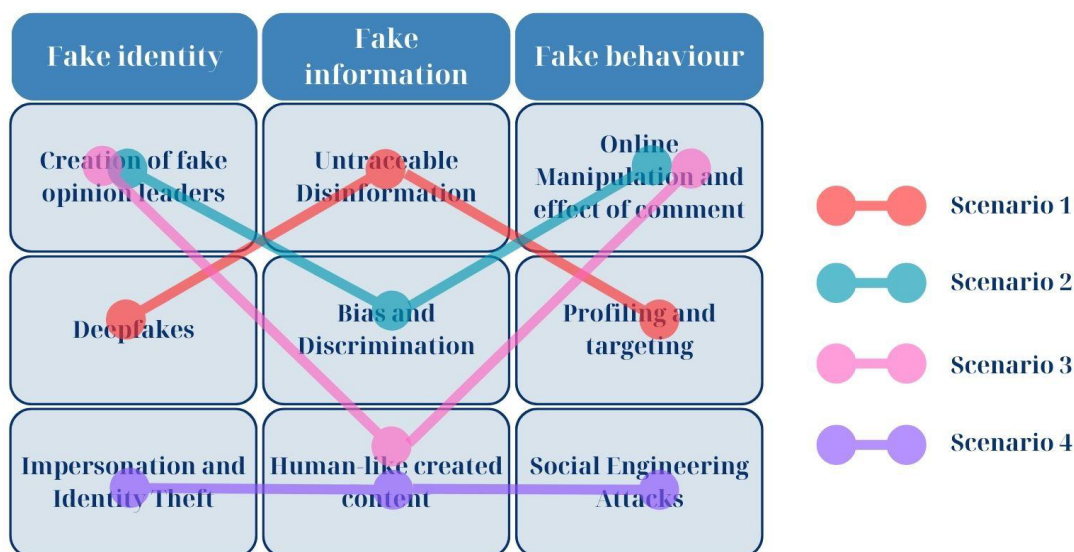 Fake identity
Fake
information
Fake behaviour
Creation of fake
opinion leaders
Untraceable
Disinformation
Online
Manipulation and
effect of comment
Deepfakes
Bias and
Discrimination
Profiling and
targeting
Impersonation and
Identity Theft
Human-like created
content
Social Engineering
Attacks
Scenario 1
Scenario 2
Scenario 3
Scenario 4